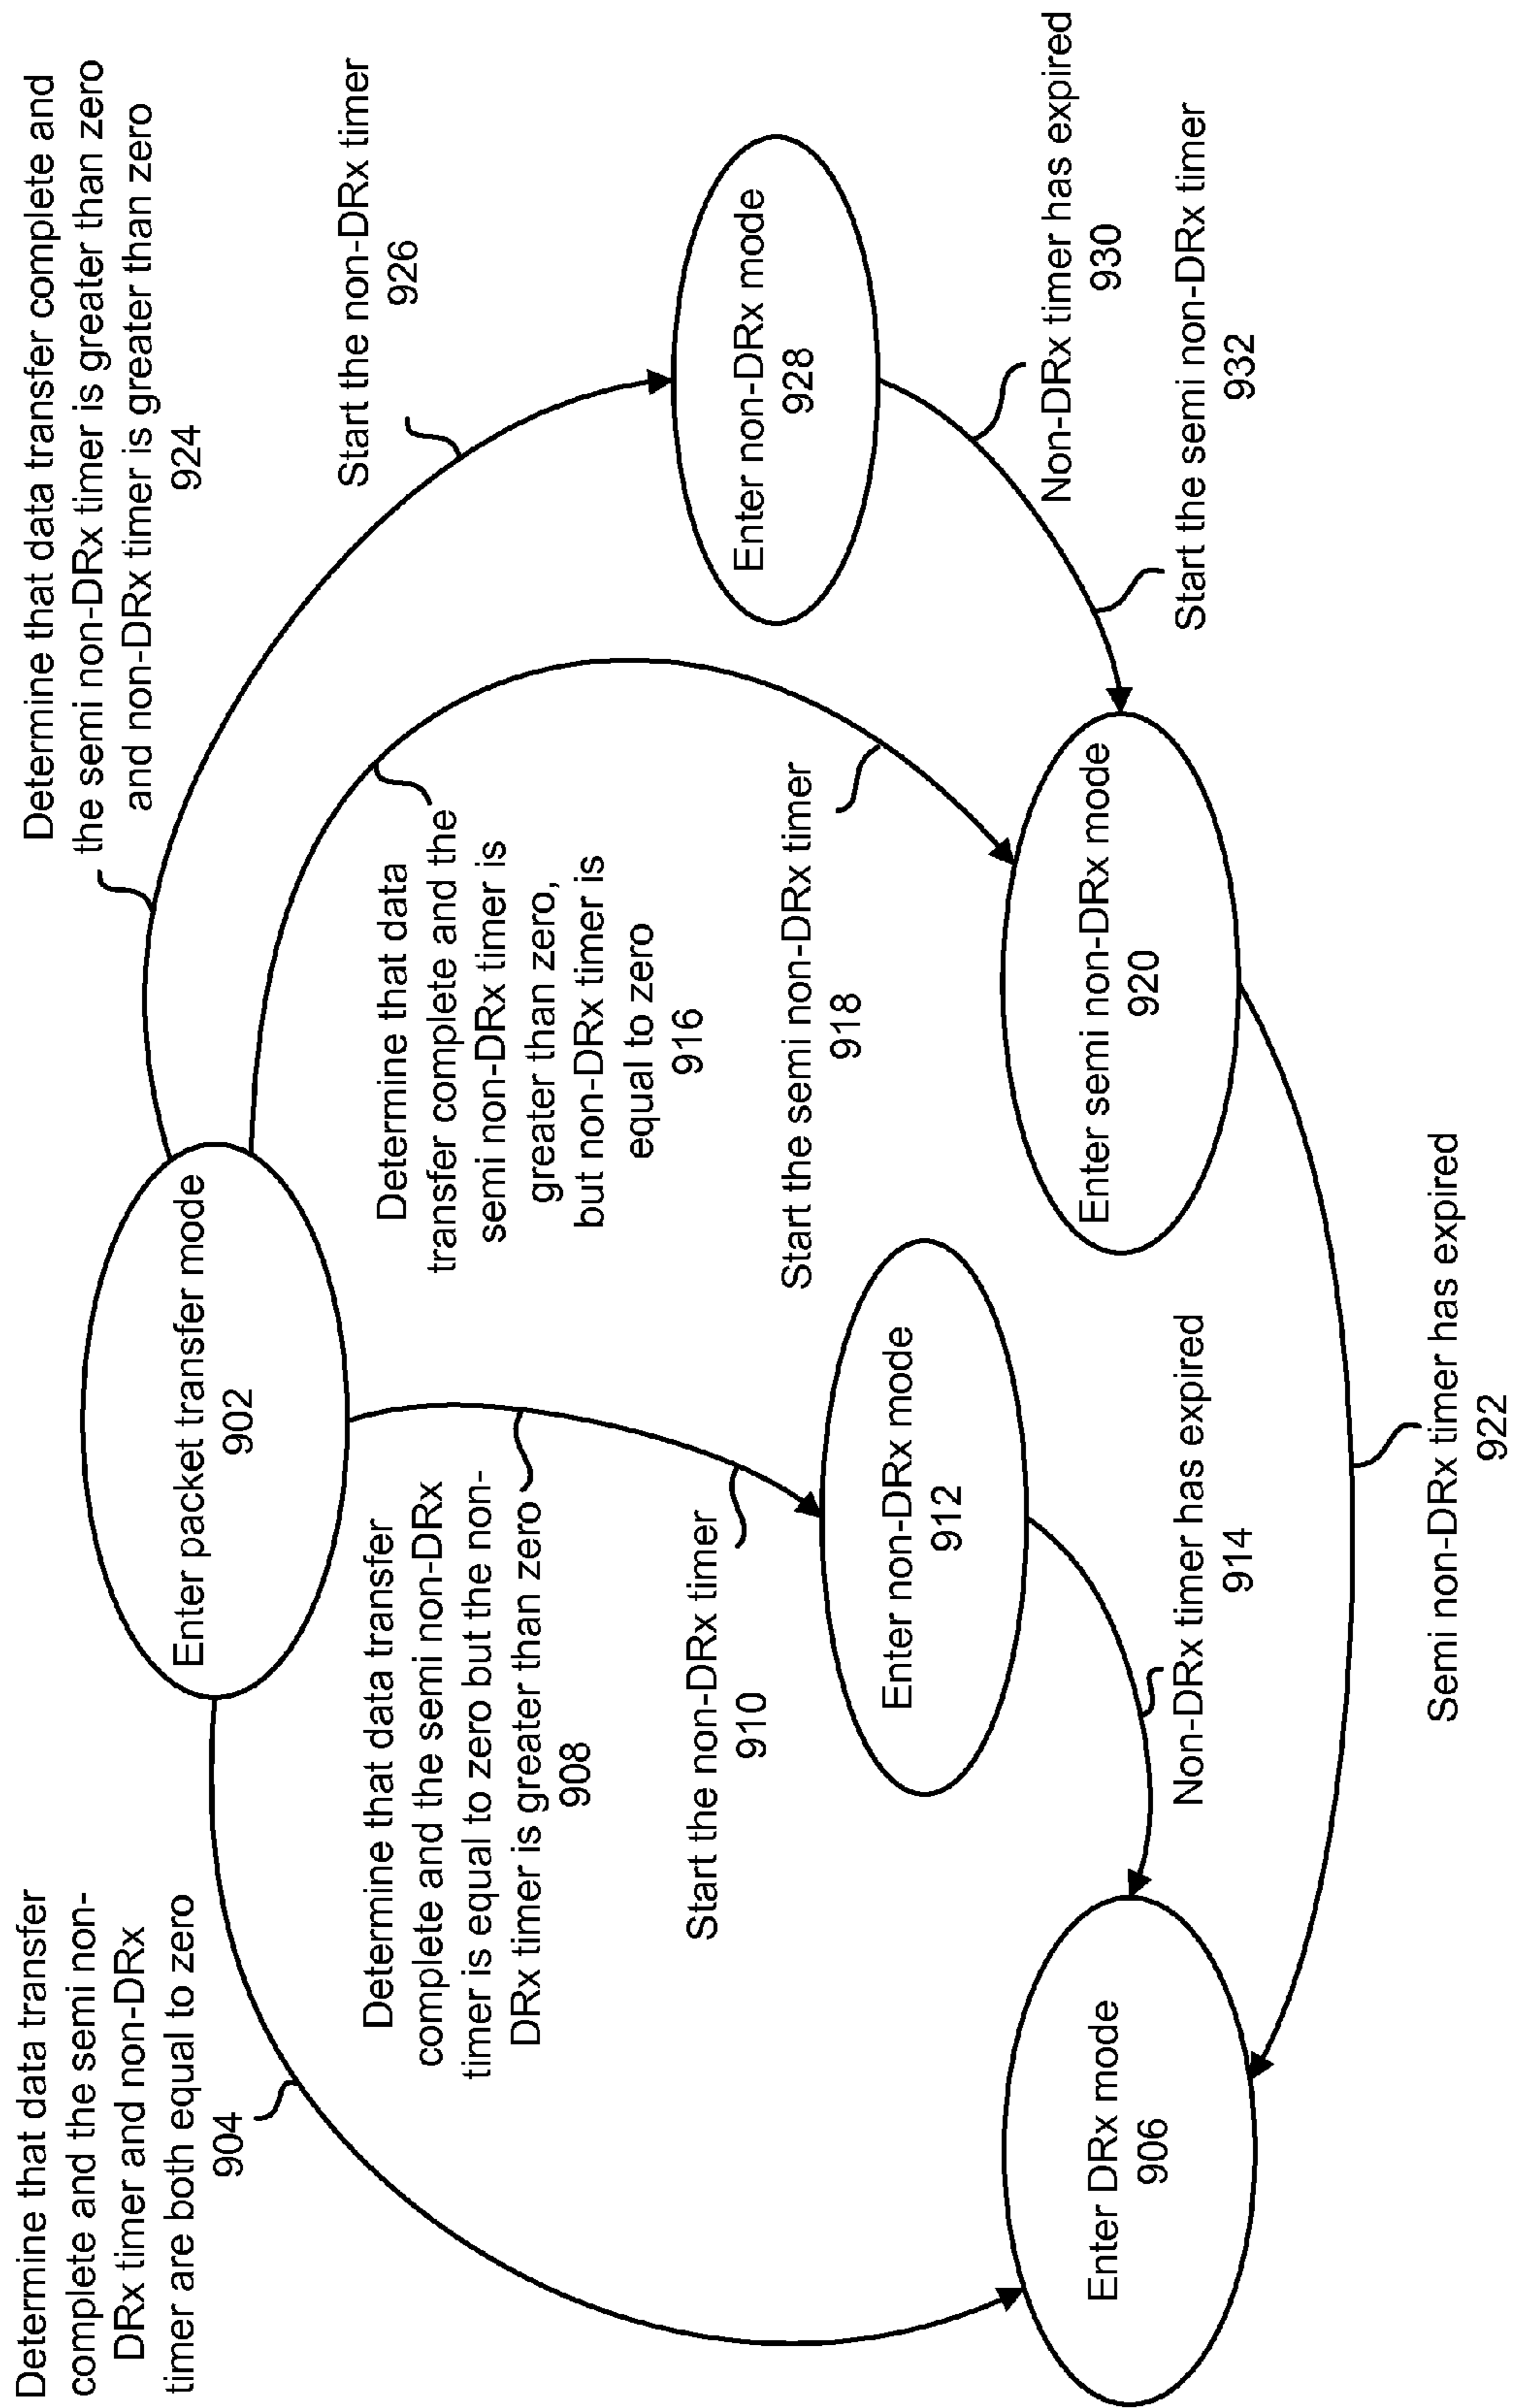 Determine that data transfer
complete and the semi non-
DRx timer and non-DRx
timer are both equal to zero
904
Enter packet transfer mode
902
Determine that data transfer complete and
the semi non-DRx timer is greater than zero
and non-DRx timer is greater than zero
924
Start the non-DRx timer
926
Determine that data transfer
complete and the semi non-DRx
timer is equal to zero but the non-
DRx timer is greater than zero
908
Determine that data
transfer complete and the
semi non-DRx timer is
greater than zero,
but non-DRx timer is
equal to zero
916
Start the non-DRx timer
910
Start the semi non-DRx timer
918
Enter non-DRx mode
928
Enter non-DRx mode
912
Non-DRx timer has expired
930
Start the semi non-DRx timer
932
Enter DRx mode
906
Enter semi non-DRx mode
920
Non-DRx timer has expired
914
Semi non-DRx timer has expired
922